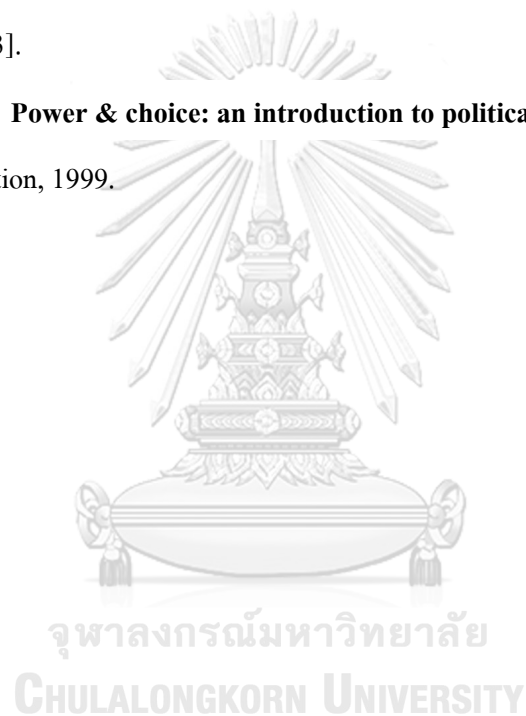 3].
Power & choice: an introduction to politica
tion, 1999.
จุฬาลงกรณ์มหาวิทยาลัย
CHULALONGKORN UNIVERSITY